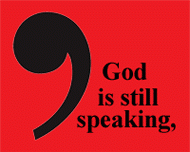 God
is still
speaking,